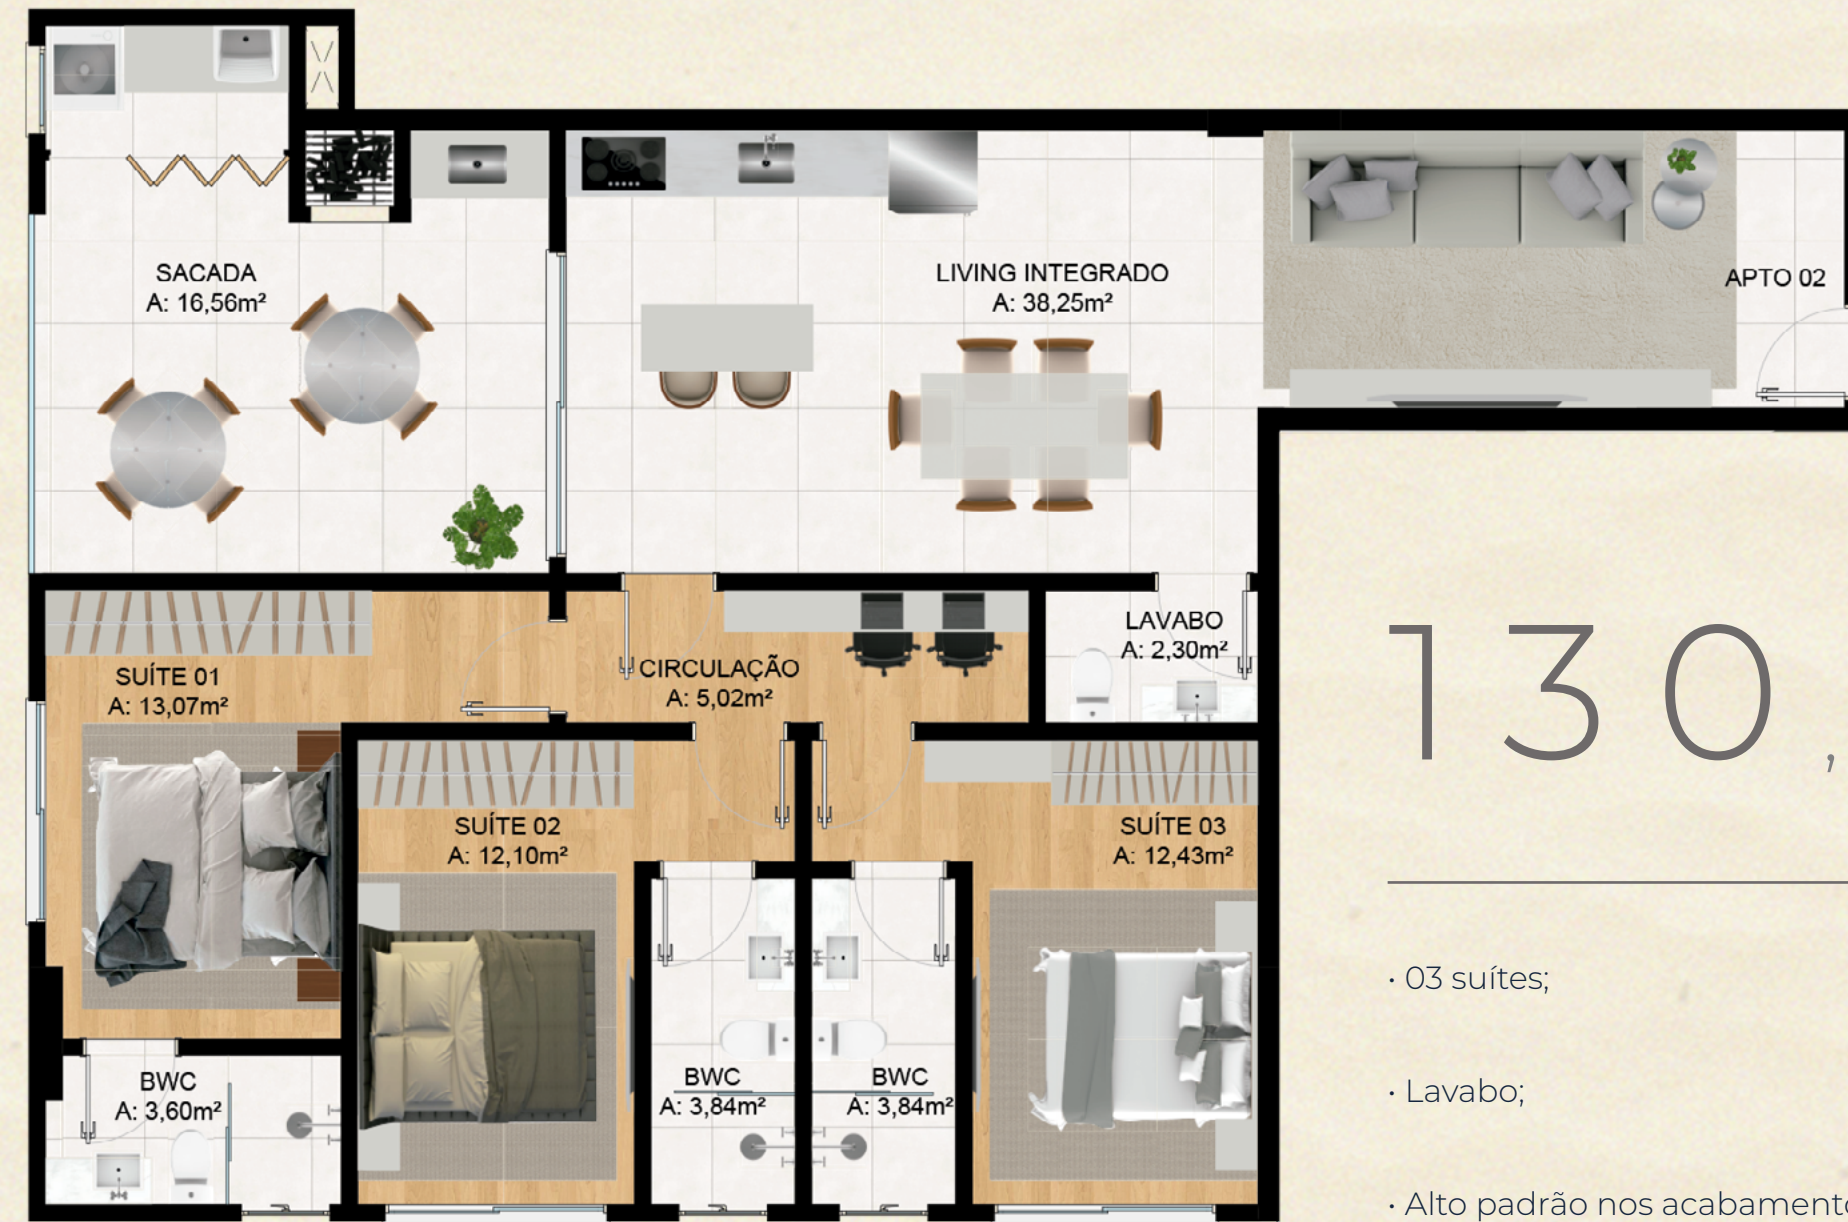 SACADA
A: 16,56m²
LIVING INTEGRADO
A: 38,25m²
APTO 02
SUÍTE 01
A: 13,07m²
CIRCULAÇÃO
A: 5,02m²
LAVABO
A: 2,30m²
SUÍTE 02
A: 12,10m²
SUÍTE 03
A: 12,43m²
BWC
A: 3,60m²
BWC
A: 3,84m²
BWC
A: 3,84m²
130,
• 03 suítes;
• Lavabo;
• Alto padrão nos acabament